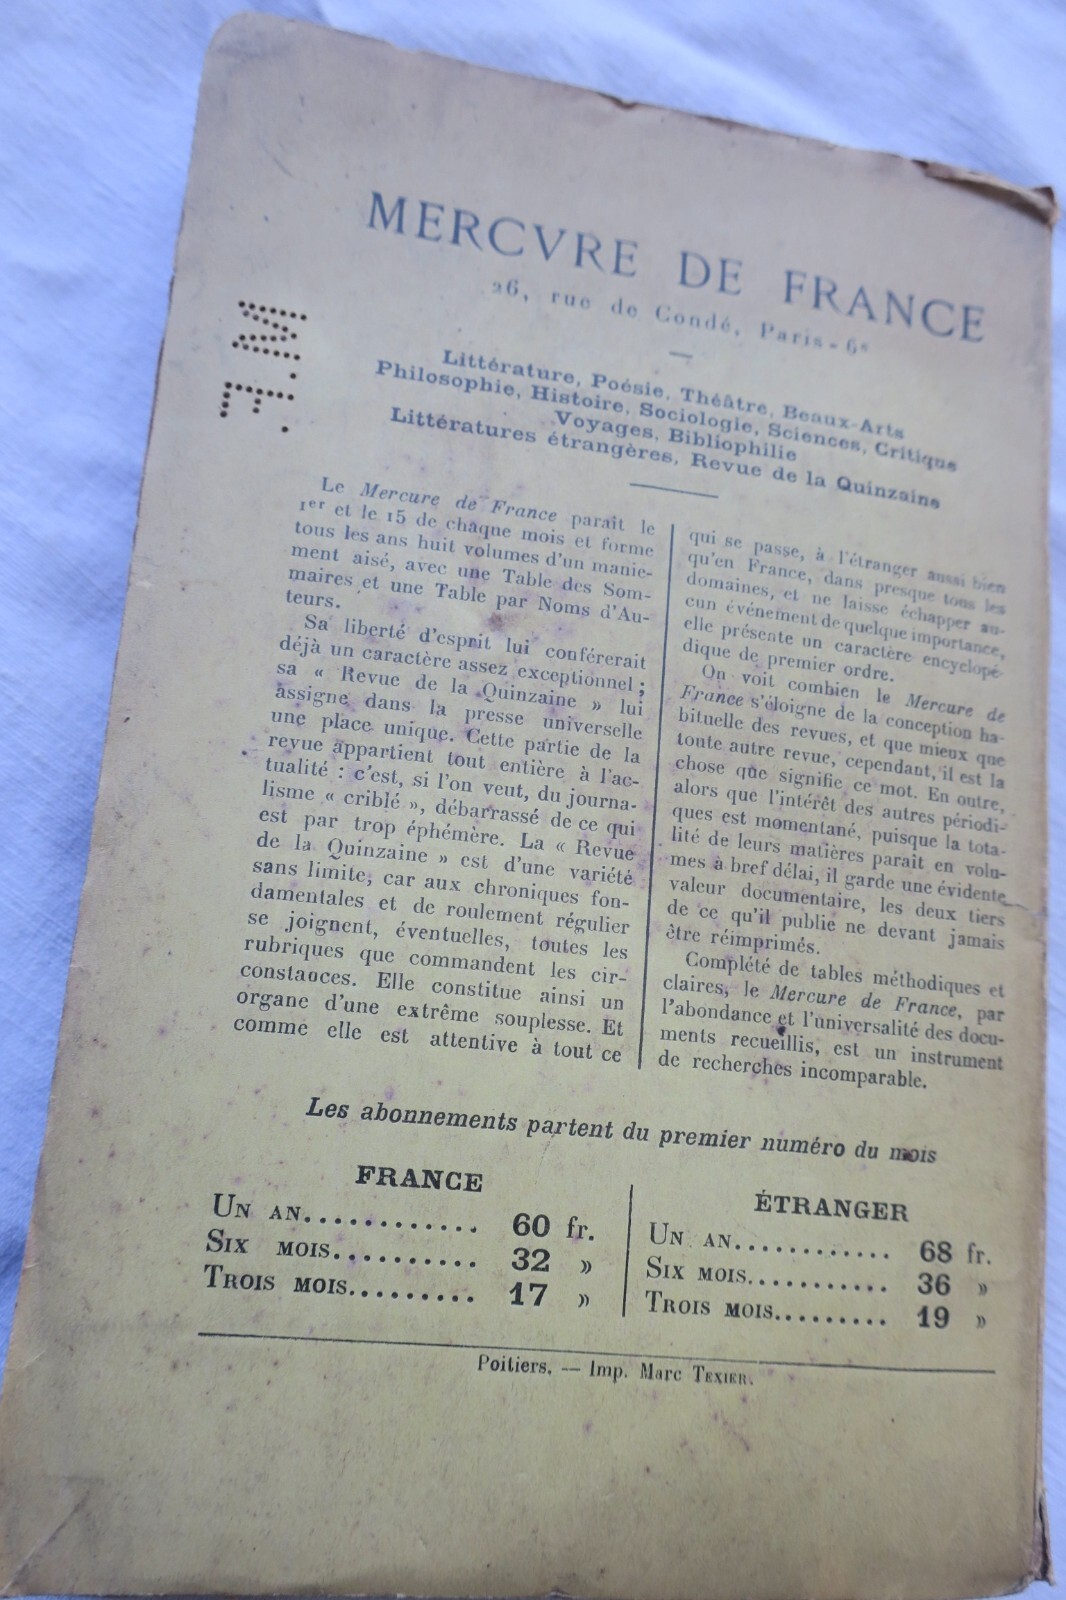 MERCVRE DE FRANCE
26, rue de Condé, Paris-6e
Littérature, Poésie, Théâtre, Beaux-Arts
Philosophie, Histoire, Sociologie, Sciences, Critique
Voyages, Bibliophilie
Littératures étrangères, Revue de la Quinzaine
M.
F.
Le Mercure de France paraît le
1er et le 15 de chaque mois et forme
tous les ans huit volumes d'un manie-
ment aisé, avec une Table des Som-
maires et une Table par Noms d'Au-
teurs.
Sa liberté d'esprit lui conférerait
déjà un caractère assez exceptionnel ;
sa « Revue de la Quinzaine » lui
assigne dans la presse universelle
une place unique. Cette partie de la
revue appartient tout entière à l'ac-
tualité : c'est, si l'on veut, du journa-
lisme « criblé », débarrassé de ce qui
est par trop éphémère. La « Revue
de la Quinzaine » est d'une variété
sans limite, car aux chroniques fon-
damentales et de roulement régulier
se joignent, éventuelles, toutes les
rubriques que commandent les cir-
constances. Elle constitue ainsi un
organe d'une extrême souplesse. Et
comme elle est attentive à tout ce
qui se passe, à l'étranger aussi bien
qu'en France, dans presque tous les
domaines, et ne laisse échapper au-
cun événement de quelque importance,
elle présente un caractère encyclopé-
dique de premier ordre.
On voit combien le Mercure de
France s'éloigne de la conception ha-
bituelle des revues, et que mieux que
toute autre revue, cependant, il est la
chose que signifie ce mot. En outre,
alors que l'intérêt des autres périodi-
ques est momentané, puisque la tota-
lité de leurs matières paraît en volu-
mes à bref délai, il garde une évidente
valeur documentaire, les deux tiers
de ce qu'il publie ne devant jamais
être réimprimés.
Complété de tables méthodiques et
claires, le Mercure de France, par
l'abondance et l'universalité des docu-
ments recueillis, est un instrument
de recherches incomparable.
Les abonnements partent du premier numéro du mois
FRANCE
UN AN............ 60 fr.
SIX MOIS.......... 32 »
TROIS MOIS......... 17 »
ÉTRANGER
UN AN............ 68 fr.
SIX MOIS........... 36 »
TROIS MOIS......... 19 »
Poitiers. — Imp. Marc TEXIER.